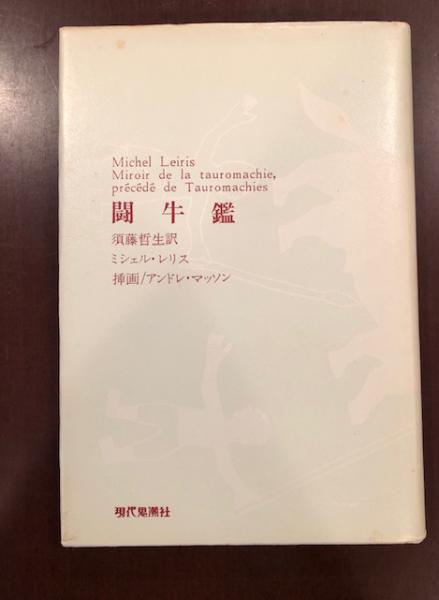 Michel Leiris
Miroir de la tauromachie,
précédé de Tauromachies
闘牛鑑
須藤哲生訳
ミシェル・レリス
挿画/アンドレ・マッソン
現代思潮社